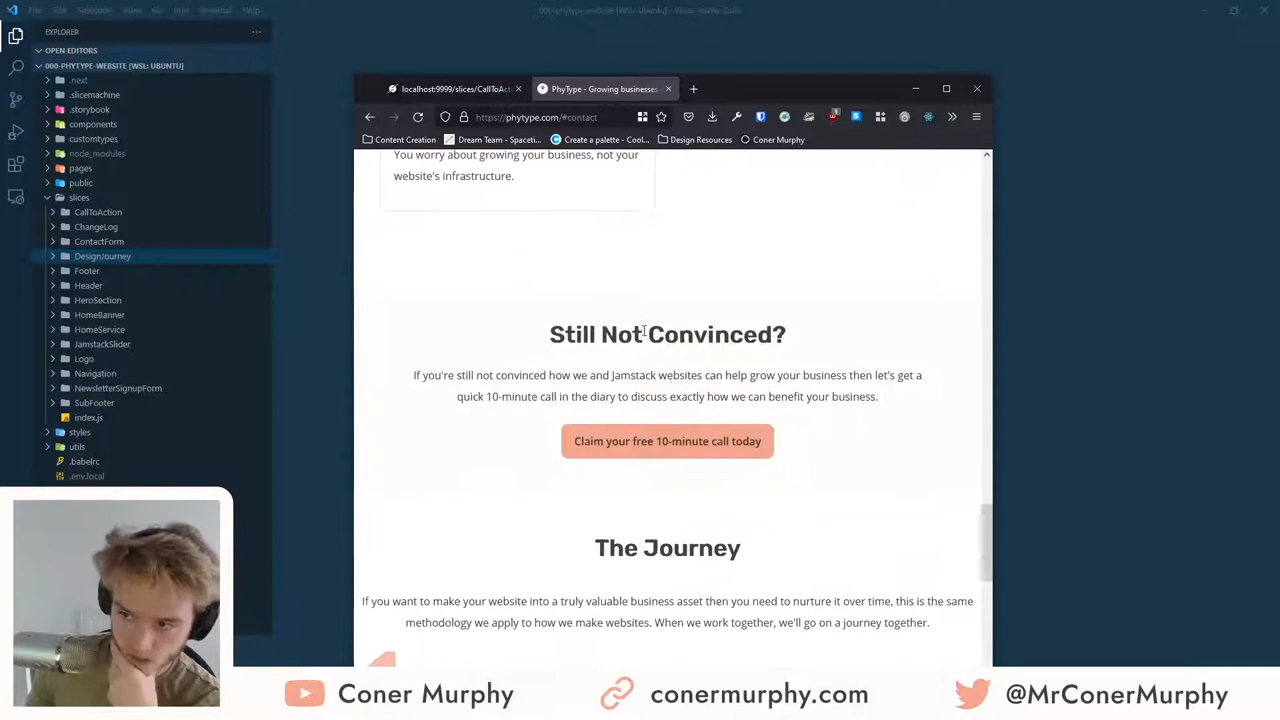 EXPLORER
OPEN EDITORS
000-PHYTYPE-WEBSITE [WSL: UBUNTU]
.next
.slicemachine
.storybook
components
customtypes
node_modules
pages
public
slices
CallToAction
ChangeLog
ContactForm
DesignJourney
Footer
Header
HeroSection
HomeBanner
HomeService
JamstackSlider
Logo
Navigation
NewsletterSignupForm
SubFooter
index.js
styles
utils
.babelrc
.env.local
localhost:9999/slices/CallToAct
PhyType - Growing businesses
https://phytype.com/#contact
Content Creation
Dream Team - Spaceti...
Create a palette - Cool...
Design Resources
Coner Murphy
You worry about growing your business, not your
website's infrastructure.
Still Not Convinced?
If you're still not convinced how we and Jamstack websites can help grow your business then let's get a
quick 10-minute call in the diary to discuss exactly how we can benefit your business.
Claim your free 10-minute call today
The Journey
If you want to make your website into a truly valuable business asset then you need to nurture it over time, this is the same
methodology we apply to how we make websites. When we work together, we'll go on a journey together.
Coner Murphy
conermurphy.com
@MrConerMurphy